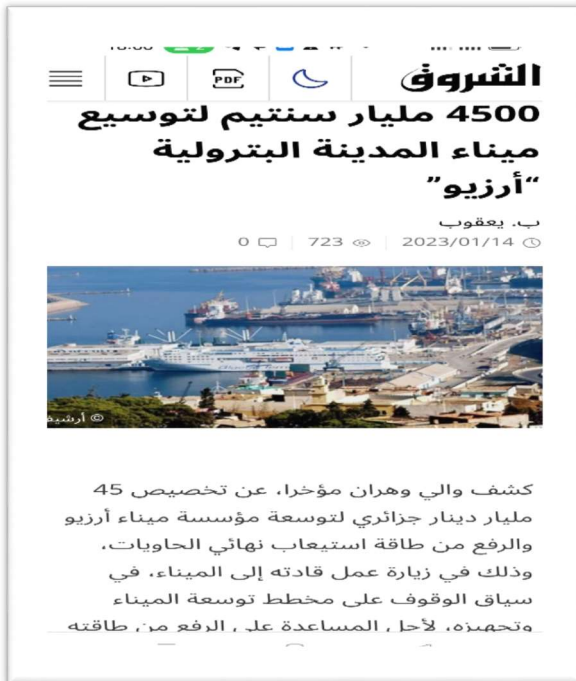 الشروق
PDF
4500 مليار سنتيم لتوسيع
ميناء المدينة البترولية
“أرزيو”
ب. يعقوب
2023/01/14 723 0
© أرشيف
كشف والي وهران مؤخرا، عن تخصيص 45
مليار دينار جزائري لتوسعة مؤسسة ميناء أرزيو
والرفع من طاقة استيعاب نهائي الحاويات،
وذلك في زيارة عمل قادته إلى الميناء، في
سياق الوقوف على مخطط توسعة الميناء
وتجهيزه، لأجل المساعدة على الرفع من طاقته